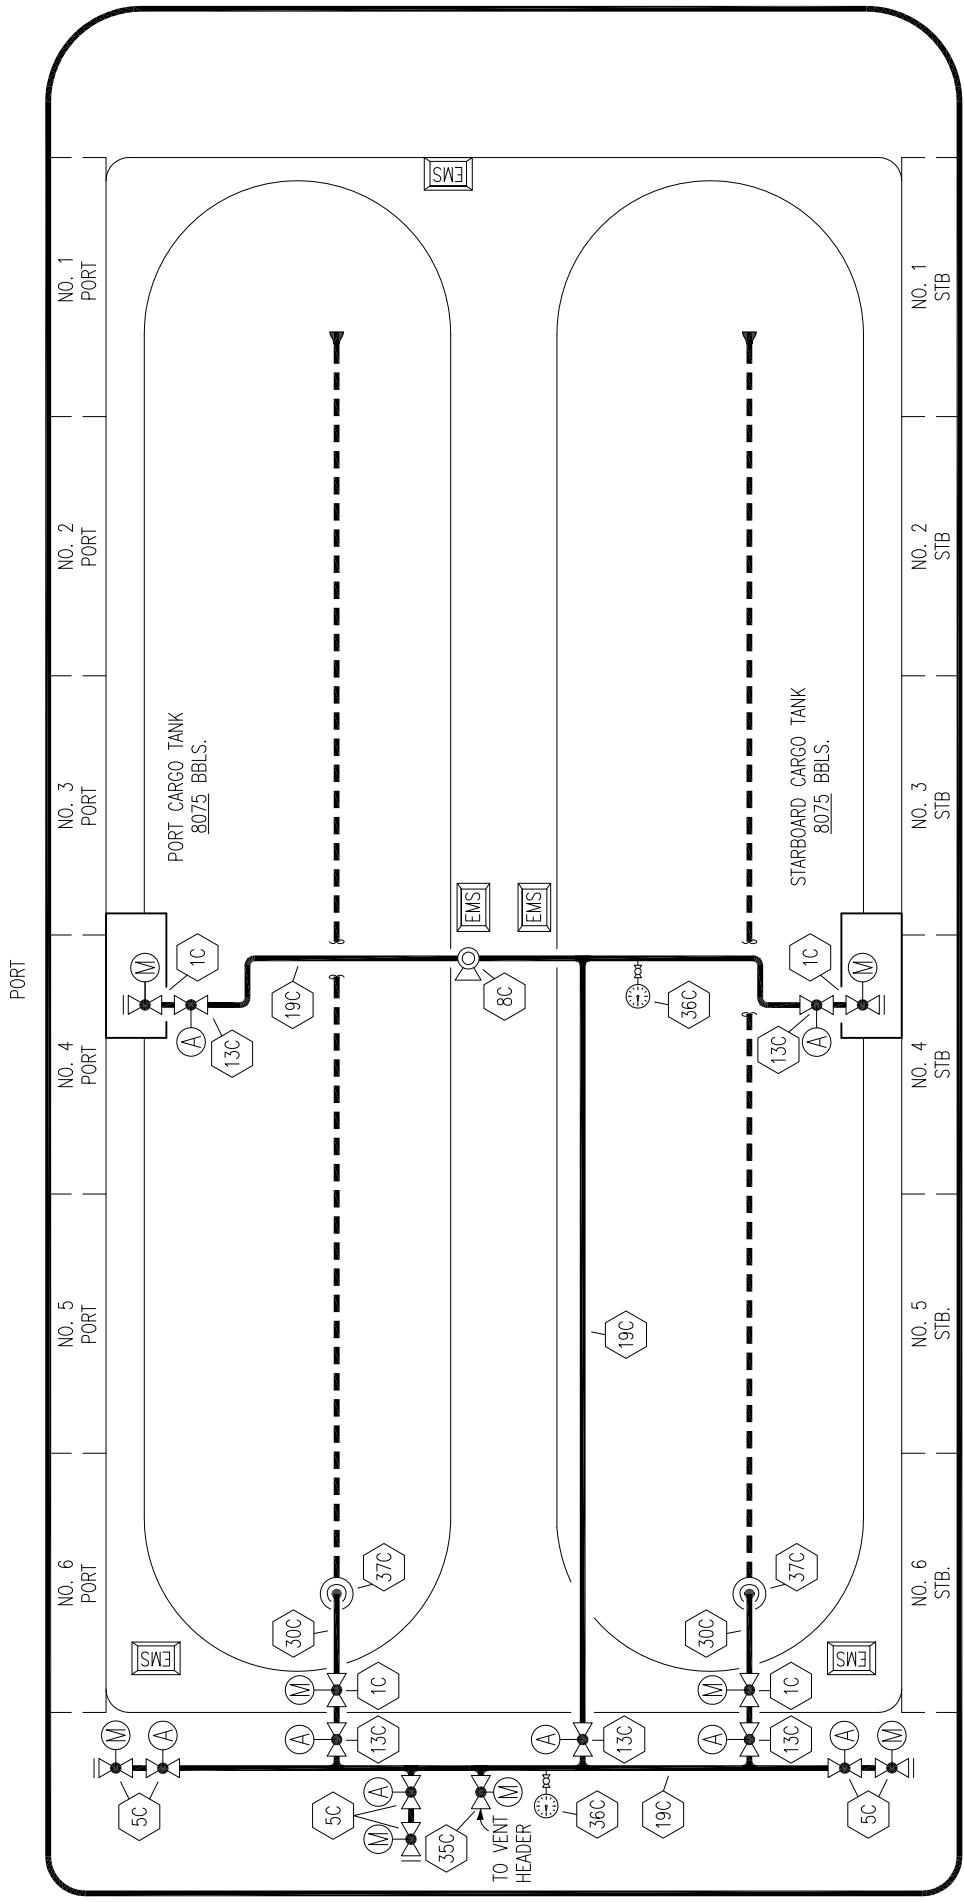 PORT
NO. 1
PORT
NO. 2
PORT
NO. 3
PORT
NO. 4
PORT
NO. 5
PORT
NO. 6
PORT
EMS
PORT CARGO TANK
8075 BBLS.
STARBOARD CARGO TANK
8075 BBLS.
EMS
EMS
M
1C
A
13C
19C
8C
36C
1C
M
13C
A
19C
37C
30C
37C
30C
EMS
EMS
M
1C
M
1C
A
13C
A
13C
A
13C
M
A
5C
A
M
5C
35C
M
TO VENT
HEADER
36C
19C
A
M
5C
NO. 1
STB
NO. 2
STB
NO. 3
STB
NO. 4
STB
NO. 5
STB.
NO. 6
STB.